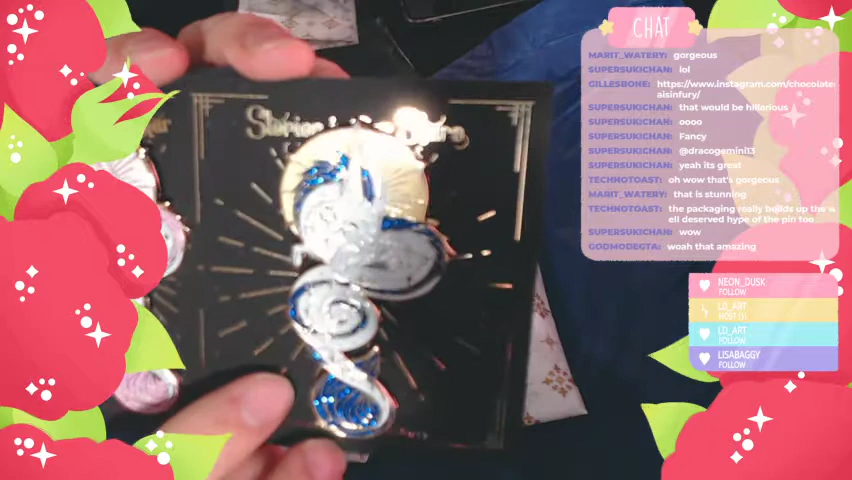 CHAT
MARIT_WATERY: gorgeous
SUPERSUKICHAN: lol
GILLESBONE: https://www.instagram.com/chocolate
aisinfury/
SUPERSUKICHAN: that would be hillarious
SUPERSUKICHAN: oooo
SUPERSUKICHAN: Fancy
SUPERSUKICHAN: @dracogemini13
SUPERSUKICHAN: yeah its great
TECHNOTOAST: oh wow that's gorgeous
MARIT_WATERY: that is stunning
TECHNOTOAST: the packaging really builds up the w
ell deserved hype of the pin too
SUPERSUKICHAN: wow
GODMODEGTA: woah that amazing
NEON_DUSK
FOLLOW
LD_ART
HOST (1)
LD_ART
FOLLOW
LISABAGGY
FOLLOW